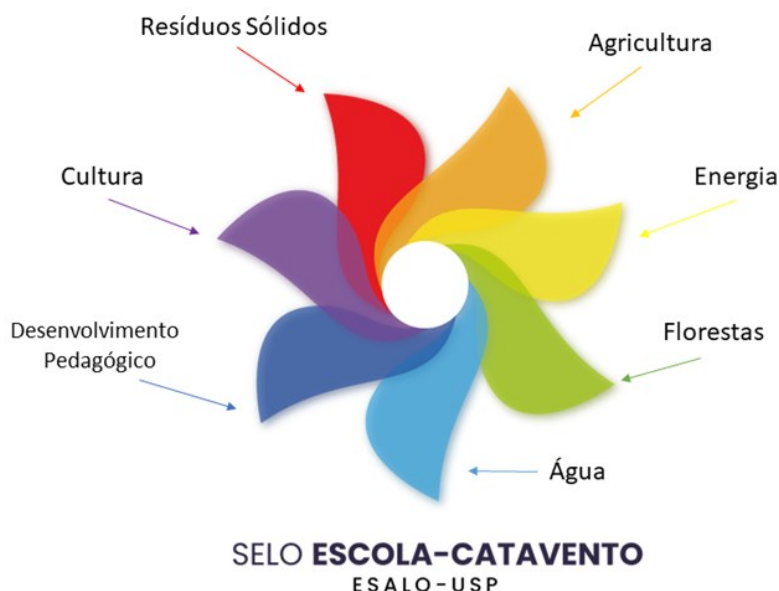 Resíduos Sólidos
Agricultura
Cultura
Energia
Desenvolvimento
Pedagógico
Florestas
Água
SELO ESCOLA-CATAVENTO
ESALQ-USP